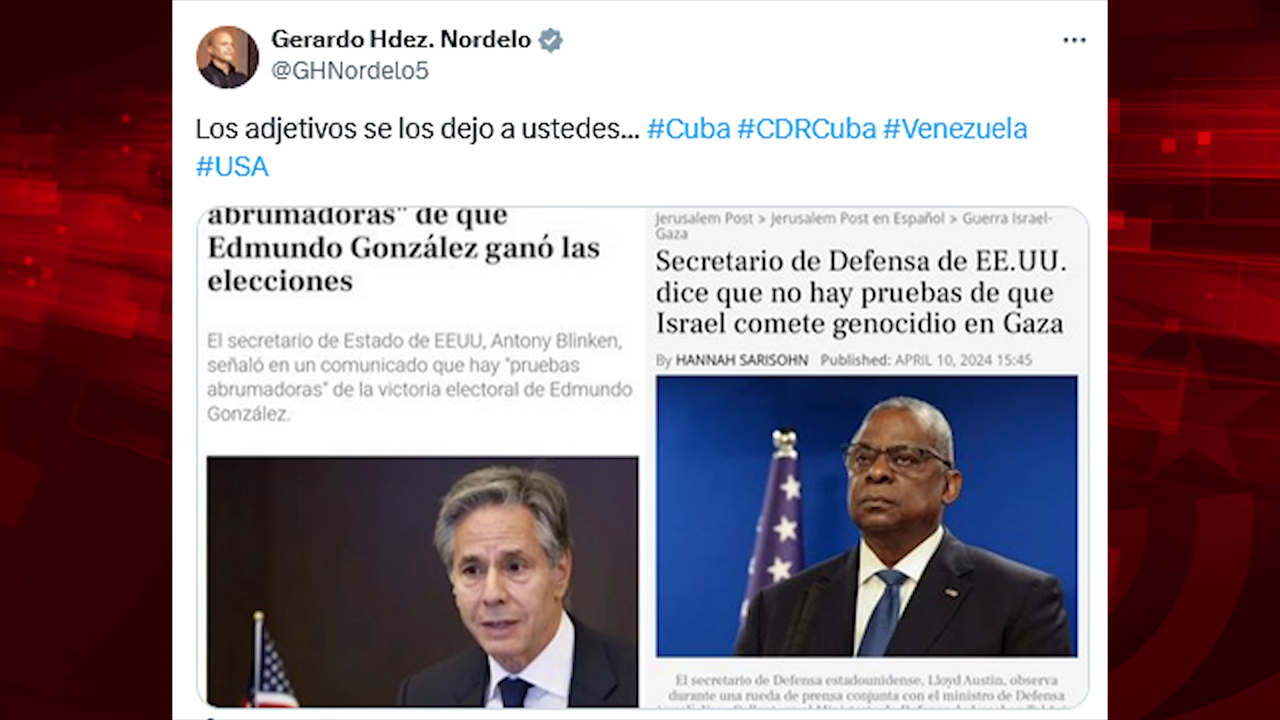 Gerardo Hdez. Nordelo
@GHNordelo5
Los adjetivos se los dejo a ustedes... #Cuba #CDRCuba #Venezuela
#USA
abrumadoras" de que
Edmundo González ganó las
elecciones
El secretario de Estado de EEUU, Antony Blinken,
señaló en un comunicado que hay "pruebas
abrumadoras" de la victoria electoral de Edmundo
González.
Jerusalem Post > Jerusalem Post en Español > Guerra Israel-
Gaza
Secretario de Defensa de EE.UU.
dice que no hay pruebas de que
Israel comete genocidio en Gaza
By HANNAH SARISOHN Published: APRIL 10, 2024 15:45
El secretario de Defensa estadounidense, Lloyd Austin, observa
durante una rueda de prensa conjunta con el ministro de Defensa